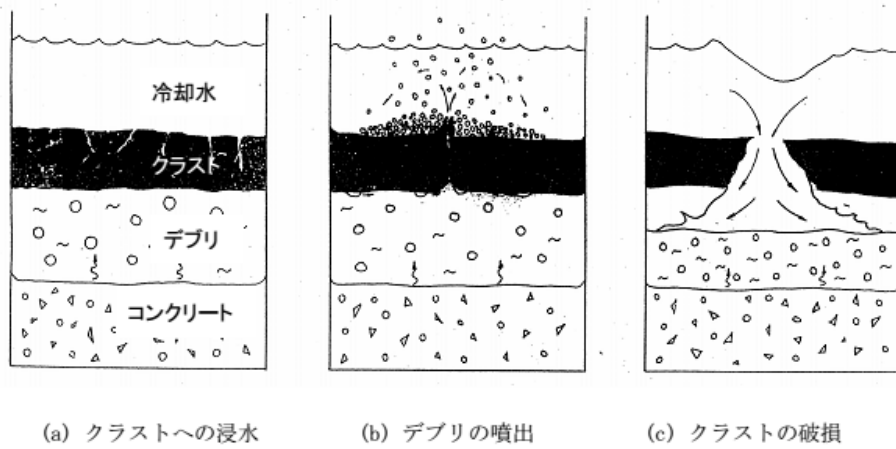 冷却水
クラスト
デブリ
コンクリート
(a) クラストへの浸水
(b) デブリの噴出
(c) クラストの破損